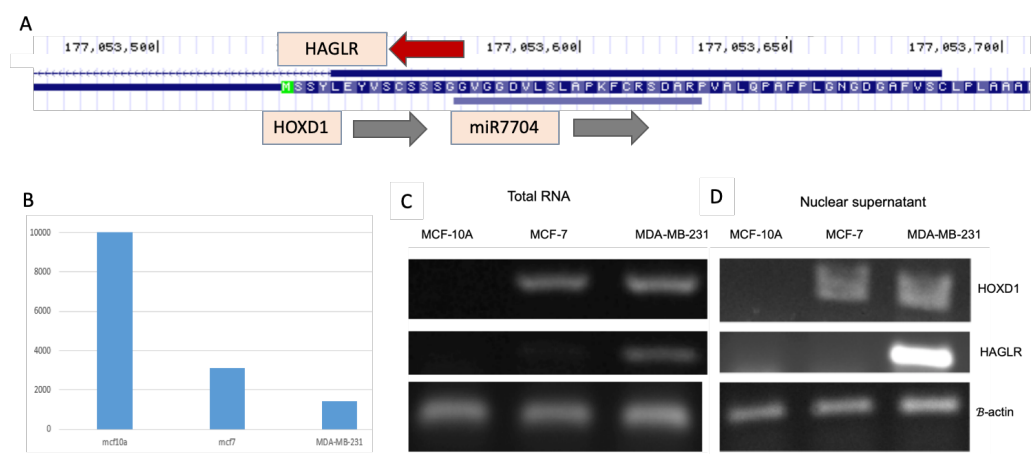 A
177,053,500|
HAGLR
177,053,600|
177,053,650|
177,053,700|
M S S Y L E Y V S C S S S G G V G G D V L S L A P K F C R S D A R P V A L Q P A F P L G N G D G A F V S C L P L A A A
HOXD1
miR7704
B
10000
8000
6000
4000
2000
0
mcf10a
mcf7
MDA-MB-231
C
Total RNA
MCF-10A
MCF-7
MDA-MB-231
D
Nuclear supernatant
MCF-10A
MCF-7
MDA-MB-231
HOXD1
HAGLR
B-actin